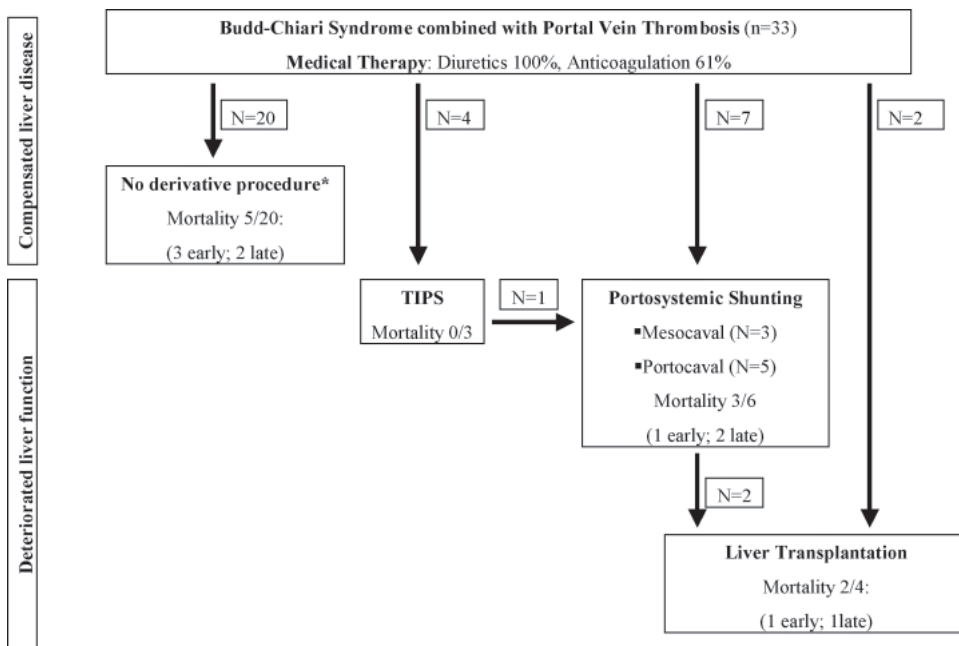 Compensated liver disease
Budd-Chiari Syndrome combined with Portal Vein Thrombosis (n=33)
Medical Therapy: Diuretics 100%, Anticoagulation 61%
N=20
N=4
N=7
N=2
No derivative procedure*
Mortality 5/20:
(3 early; 2 late)
Deteriorated liver function
TIPS
Mortality 0/3
N=1
Portosystemic Shunting
▪Mesocaval (N=3)
▪Portocaval (N=5)
Mortality 3/6
(1 early; 2 late)
N=2
Liver Transplantation
Mortality 2/4:
(1 early; 1late)